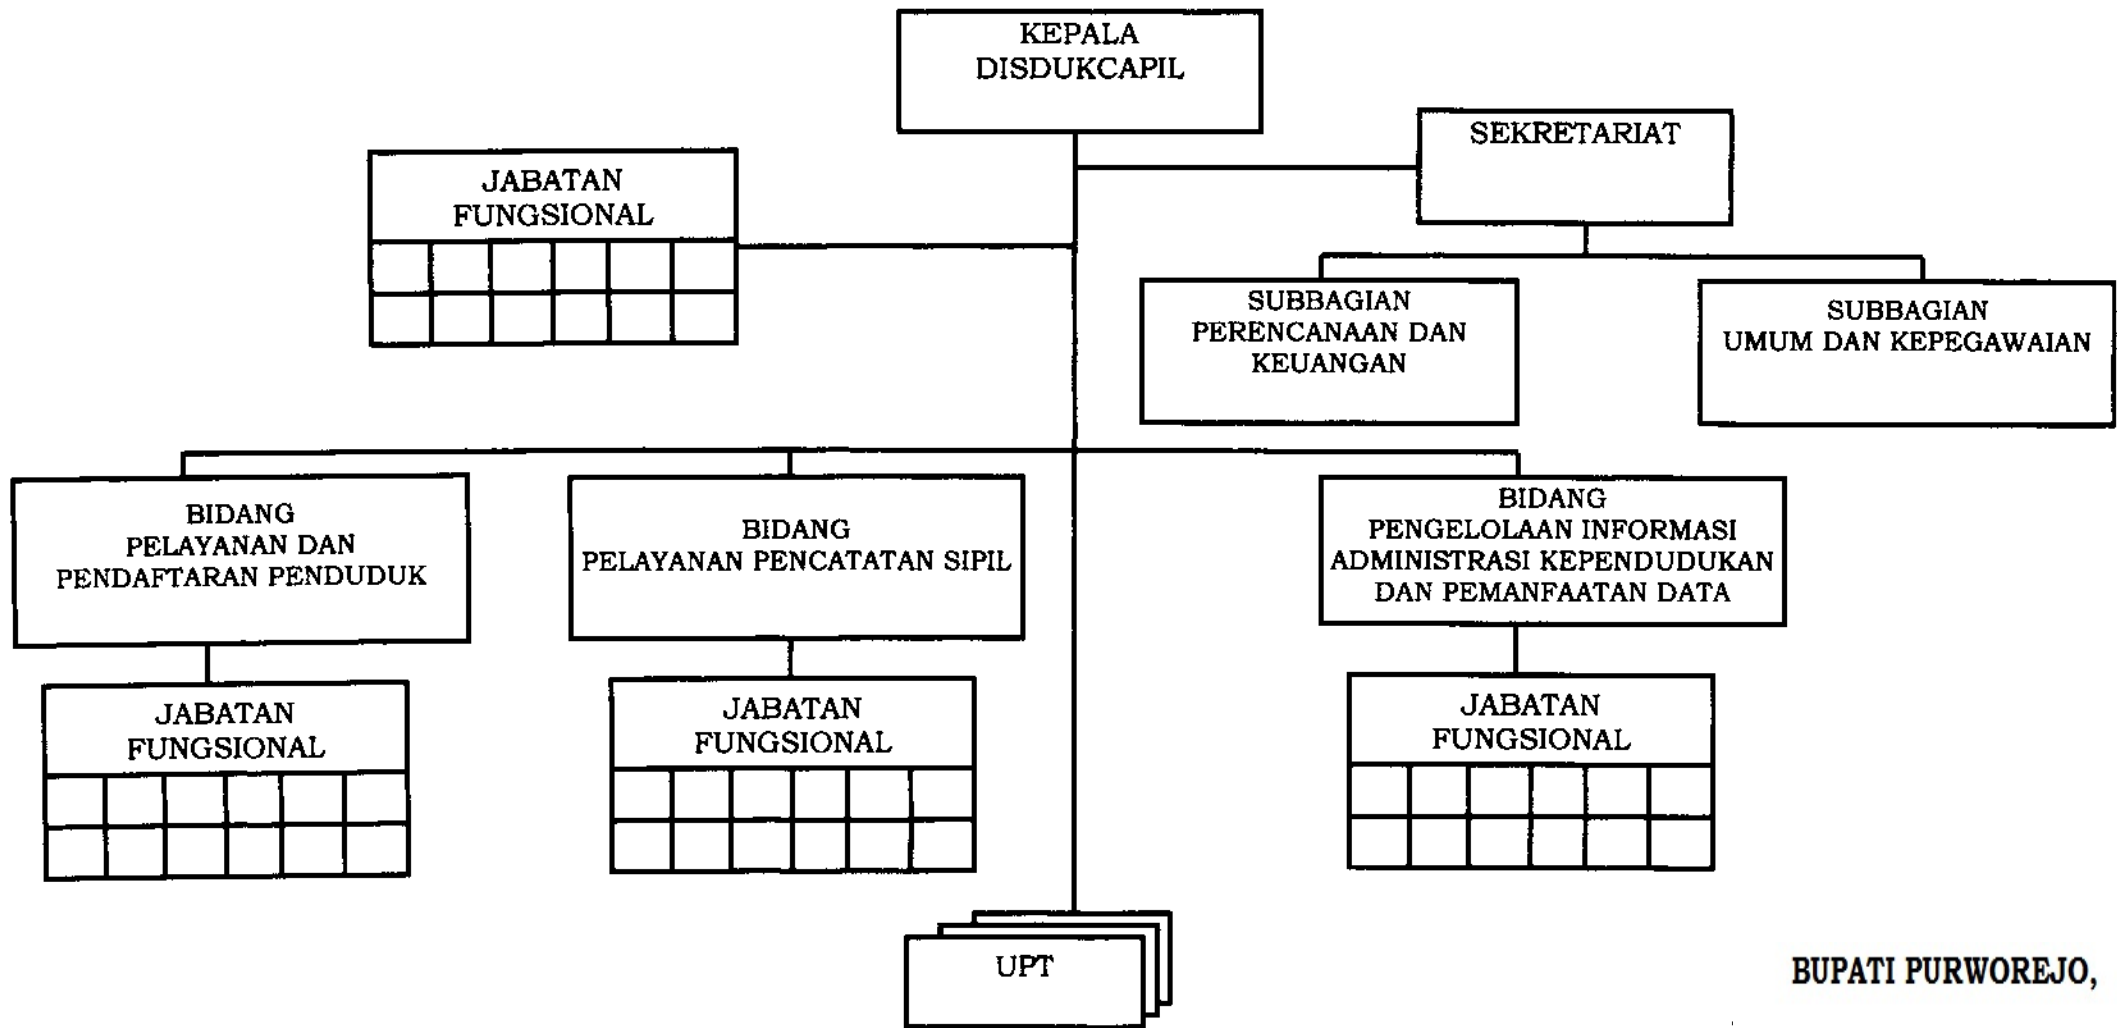 KEPALA
DISDUKCAPIL
SEKRETARIAT
JABATAN
FUNGSIONAL
SUBBAGIAN
PERENCANAAN DAN
KEUANGAN
SUBBAGIAN
UMUM DAN KEPEGAWAIAN
BIDANG
PELAYANAN DAN
PENDAFTARAN PENDUDUK
BIDANG
PELAYANAN PENCATATAN SIPIL
BIDANG
PENGELOLAAN INFORMASI
ADMINISTRASI KEPENDUDUKAN
DAN PEMANFAATAN DATA
JABATAN
FUNGSIONAL
JABATAN
FUNGSIONAL
JABATAN
FUNGSIONAL
UPT
BUPATI PURWOREJO,